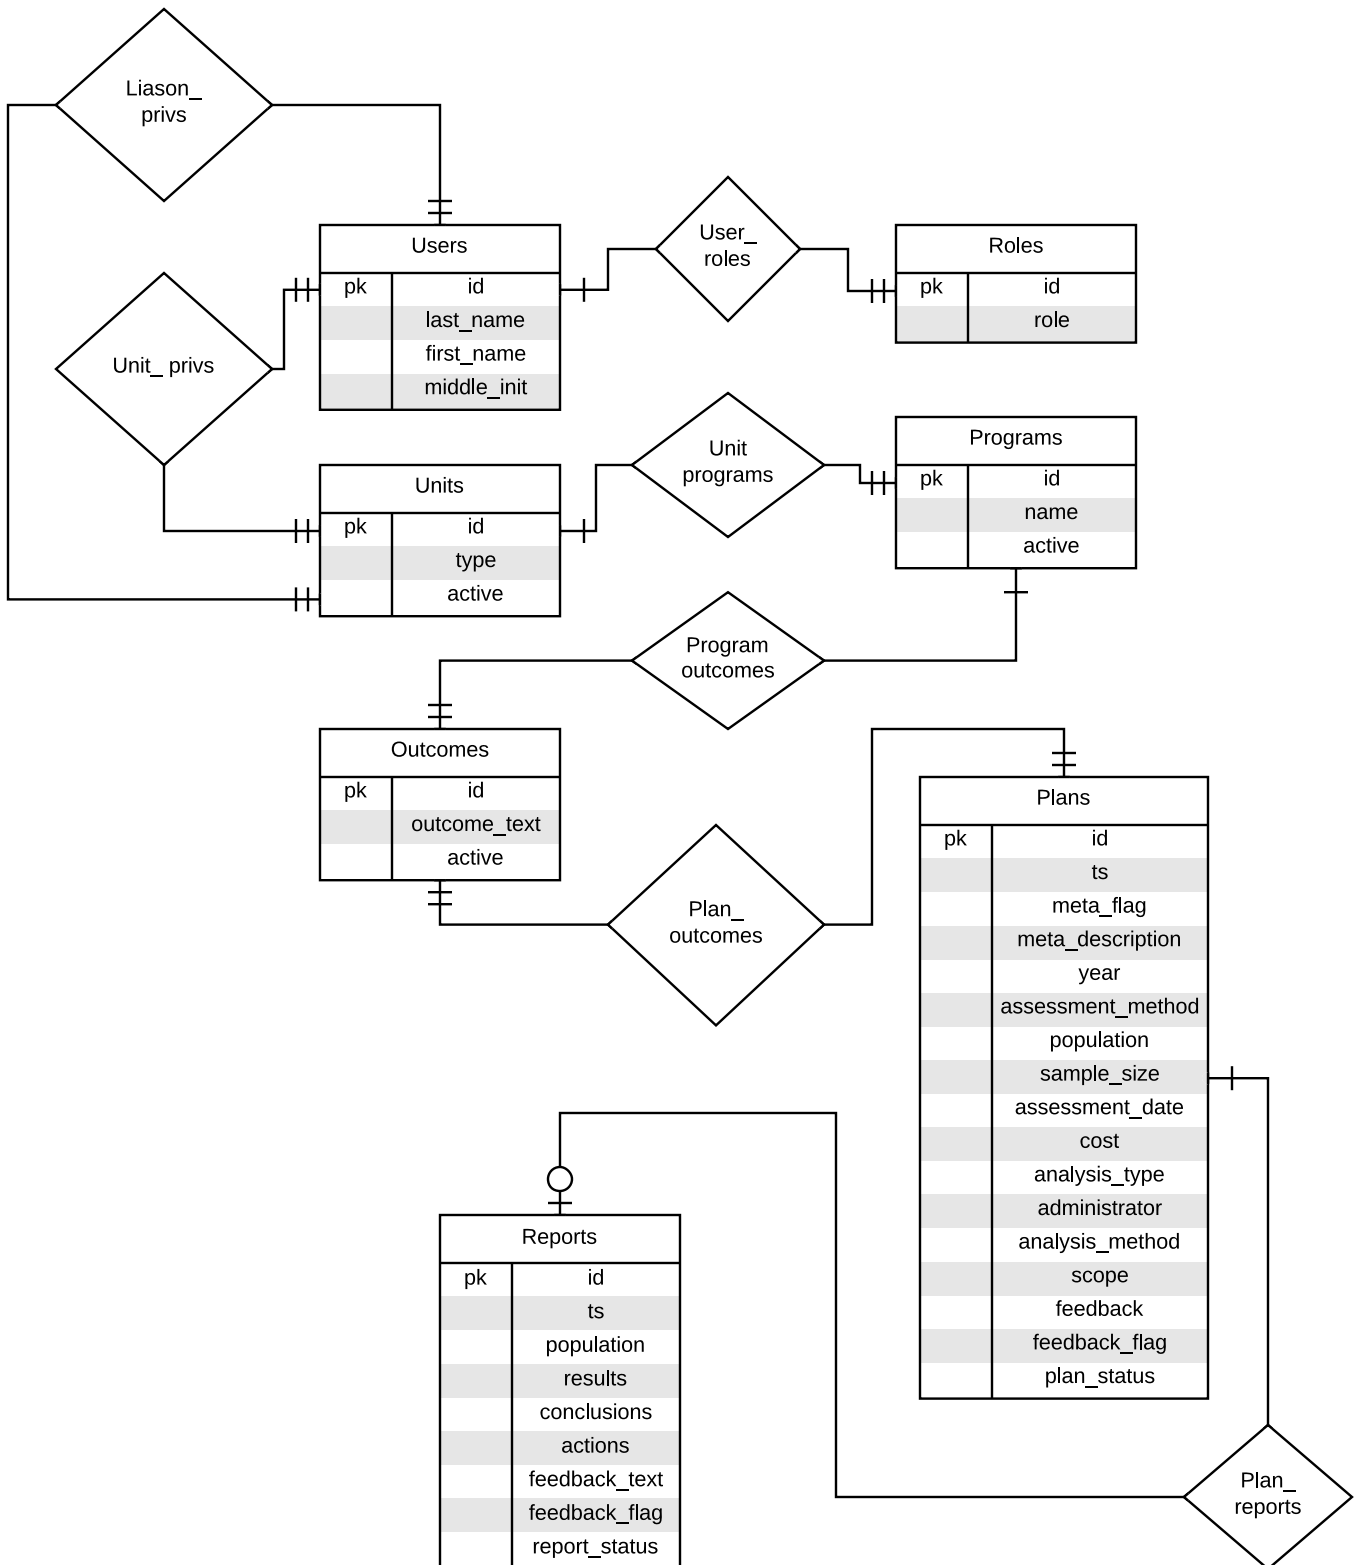 Liason_
privs
Users
pk id
last_name
first_name
middle_init
User_
roles
Roles
pk id
role
Unit_ privs
Units
pk id
type
active
Unit
programs
Programs
pk id
name
active
Program
outcomes
Outcomes
pk id
outcome_text
active
Plan_
outcomes
Plans
pk id
ts
meta_flag
meta_description
year
assessment_method
population
sample_size
assessment_date
cost
analysis_type
administrator
analysis_method
scope
feedback
feedback_flag
plan_status
Reports
pk id
ts
population
results
conclusions
actions
feedback_text
feedback_flag
report_status
Plan_
reports